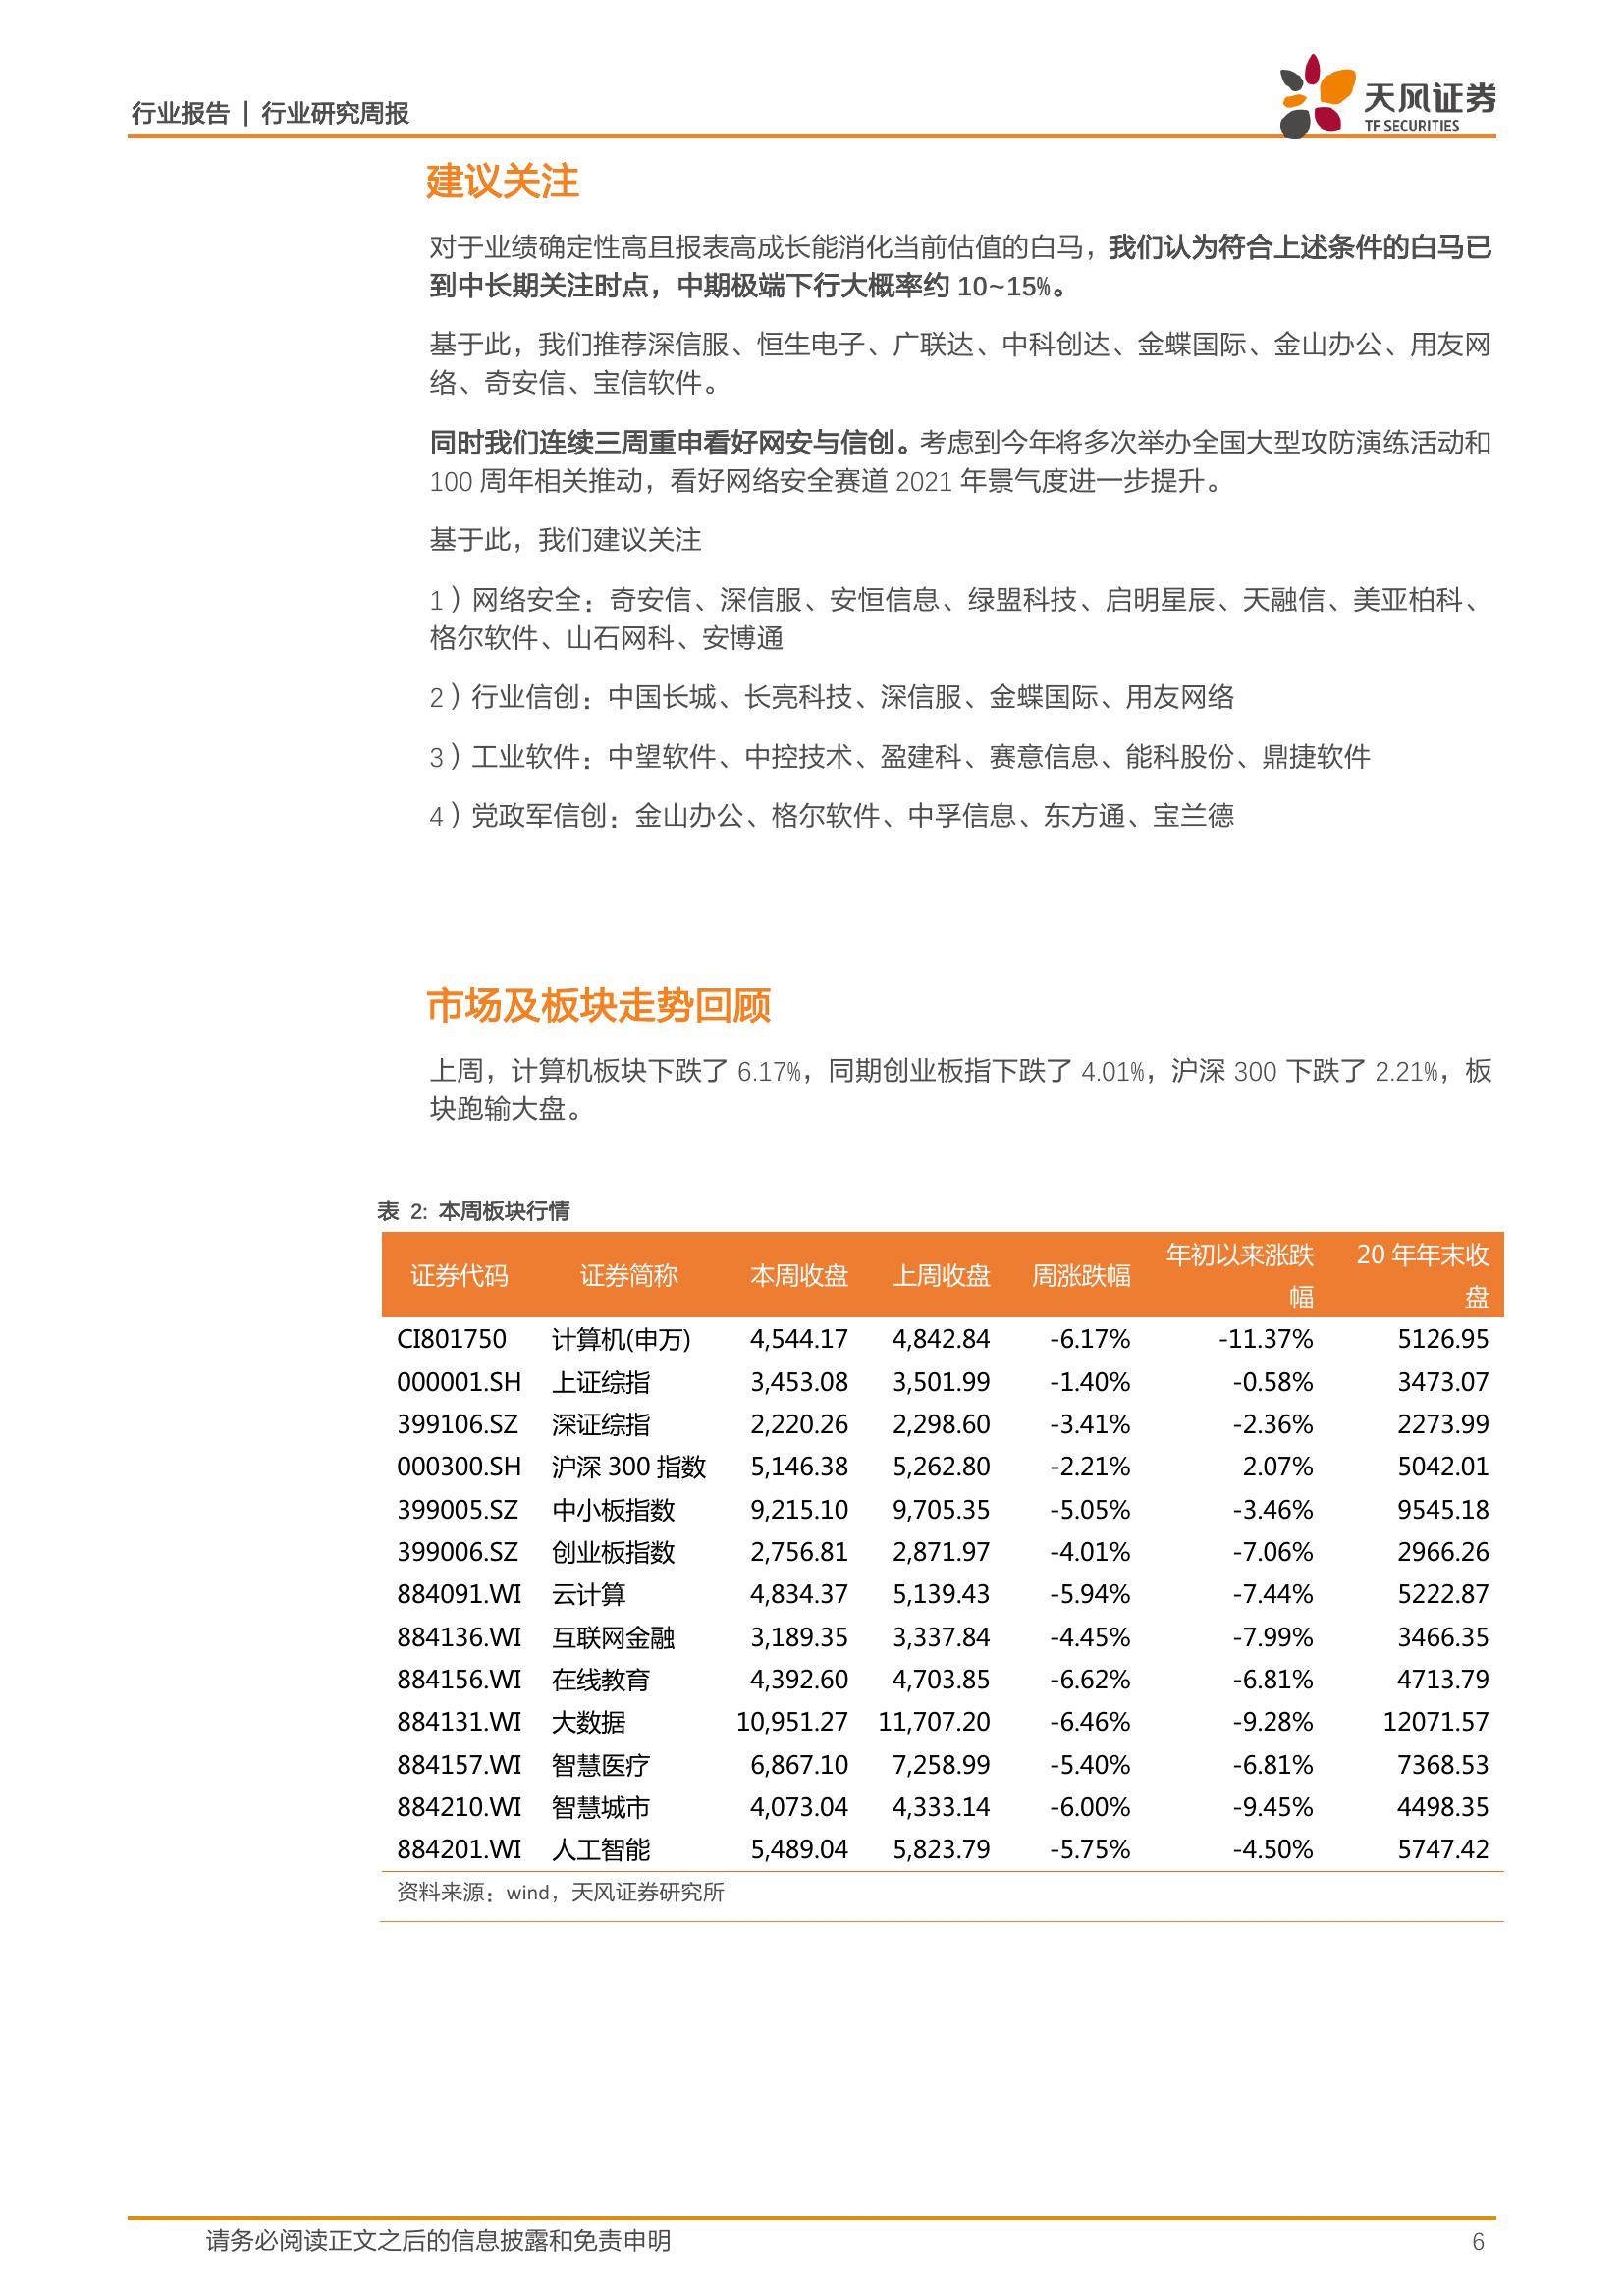 行业报告 | 行业研究周报
天风证券
TF SECURITIES
建议关注
对于业绩确定性高且报表高成长能消化当前估值的白马，我们认为符合上述条件的白马已
到中长期关注时点，中期极端下行大概率约 10~15%。
基于此，我们推荐深信服、恒生电子、广联达、中科创达、金蝶国际、金山办公、用友网
络、奇安信、宝信软件。
同时我们连续三周重申看好网安与信创。考虑到今年将多次举办全国大型攻防演练活动和
100 周年相关推动，看好网络安全赛道 2021 年景气度进一步提升。
基于此，我们建议关注
1）网络安全：奇安信、深信服、安恒信息、绿盟科技、启明星辰、天融信、美亚柏科、
格尔软件、山石网科、安博通
2）行业信创：中国长城、长亮科技、深信服、金蝶国际、用友网络
3）工业软件：中望软件、中控技术、盈建科、赛意信息、能科股份、鼎捷软件
4）党政军信创：金山办公、格尔软件、中孚信息、东方通、宝兰德
市场及板块走势回顾
上周，计算机板块下跌了 6.17%，同期创业板指下跌了 4.01%，沪深 300 下跌了 2.21%，板
块跑输大盘。
表 2: 本周板块行情
证券代码 证券简称 本周收盘 上周收盘 周涨跌幅 年初以来涨跌幅 20 年年末收盘
CI801750 计算机(申万) 4,544.17 4,842.84 -6.17% -11.37% 5126.95
000001.SH 上证综指 3,453.08 3,501.99 -1.40% -0.58% 3473.07
399106.SZ 深证综指 2,220.26 2,298.60 -3.41% -2.36% 2273.99
000300.SH 沪深 300 指数 5,146.38 5,262.80 -2.21% 2.07% 5042.01
399005.SZ 中小板指数 9,215.10 9,705.35 -5.05% -3.46% 9545.18
399006.SZ 创业板指数 2,756.81 2,871.97 -4.01% -7.06% 2966.26
884091.WI 云计算 4,834.37 5,139.43 -5.94% -7.44% 5222.87
884136.WI 互联网金融 3,189.35 3,337.84 -4.45% -7.99% 3466.35
884156.WI 在线教育 4,392.60 4,703.85 -6.62% -6.81% 4713.79
884131.WI 大数据 10,951.27 11,707.20 -6.46% -9.28% 12071.57
884157.WI 智慧医疗 6,867.10 7,258.99 -5.40% -6.81% 7368.53
884210.WI 智慧城市 4,073.04 4,333.14 -6.00% -9.45% 4498.35
884201.WI 人工智能 5,489.04 5,823.79 -5.75% -4.50% 5747.42
资料来源：wind，天风证券研究所
请务必阅读正文之后的信息披露和免责申明 6